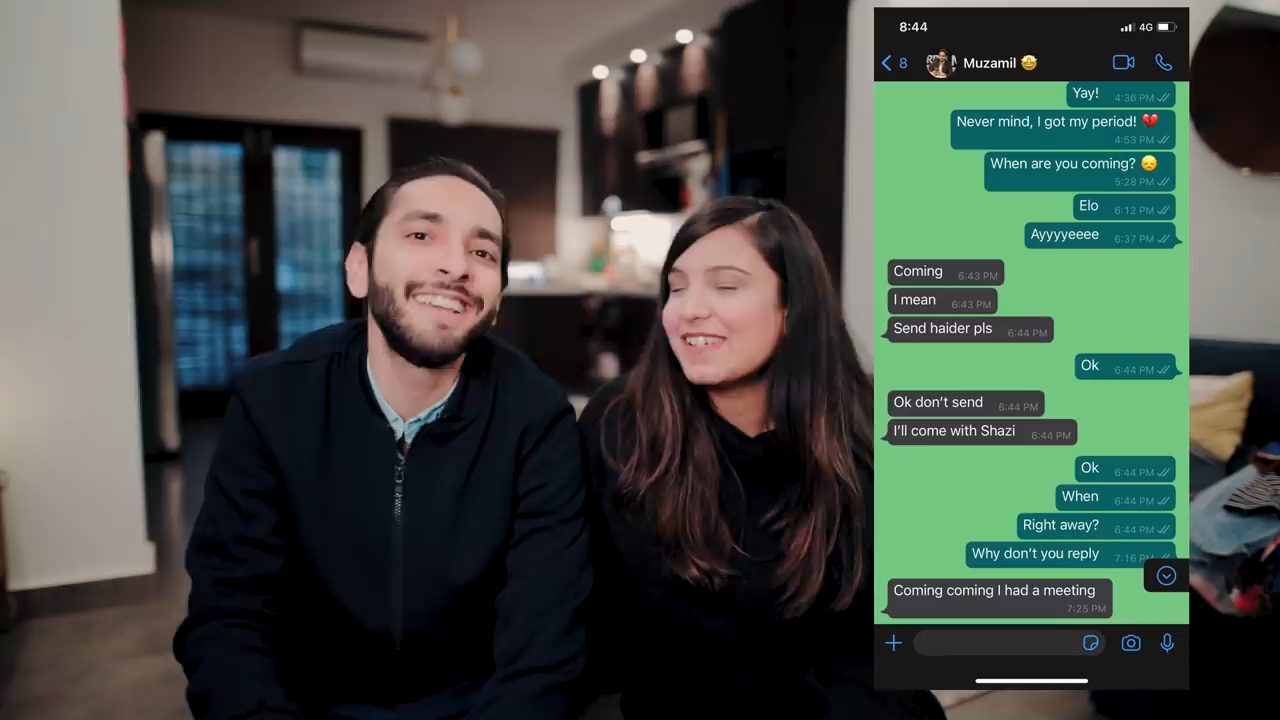 8:44
4G
8
Muzamil 🤩
Yay! 4:36 PM
Never mind, I got my period! 💔
4:53 PM
When are you coming? 😞
5:28 PM
Elo 6:12 PM
Ayyyyeeee 6:37 PM
Coming 6:43 PM
I mean 6:43 PM
Send haider pls 6:44 PM
Ok 6:44 PM
Ok don't send 6:44 PM
I'll come with Shazi 6:44 PM
Ok 6:44 PM
When 6:44 PM
Right away? 6:44 PM
Why don't you reply 7:16 PM
Coming coming I had a meeting
7:25 PM